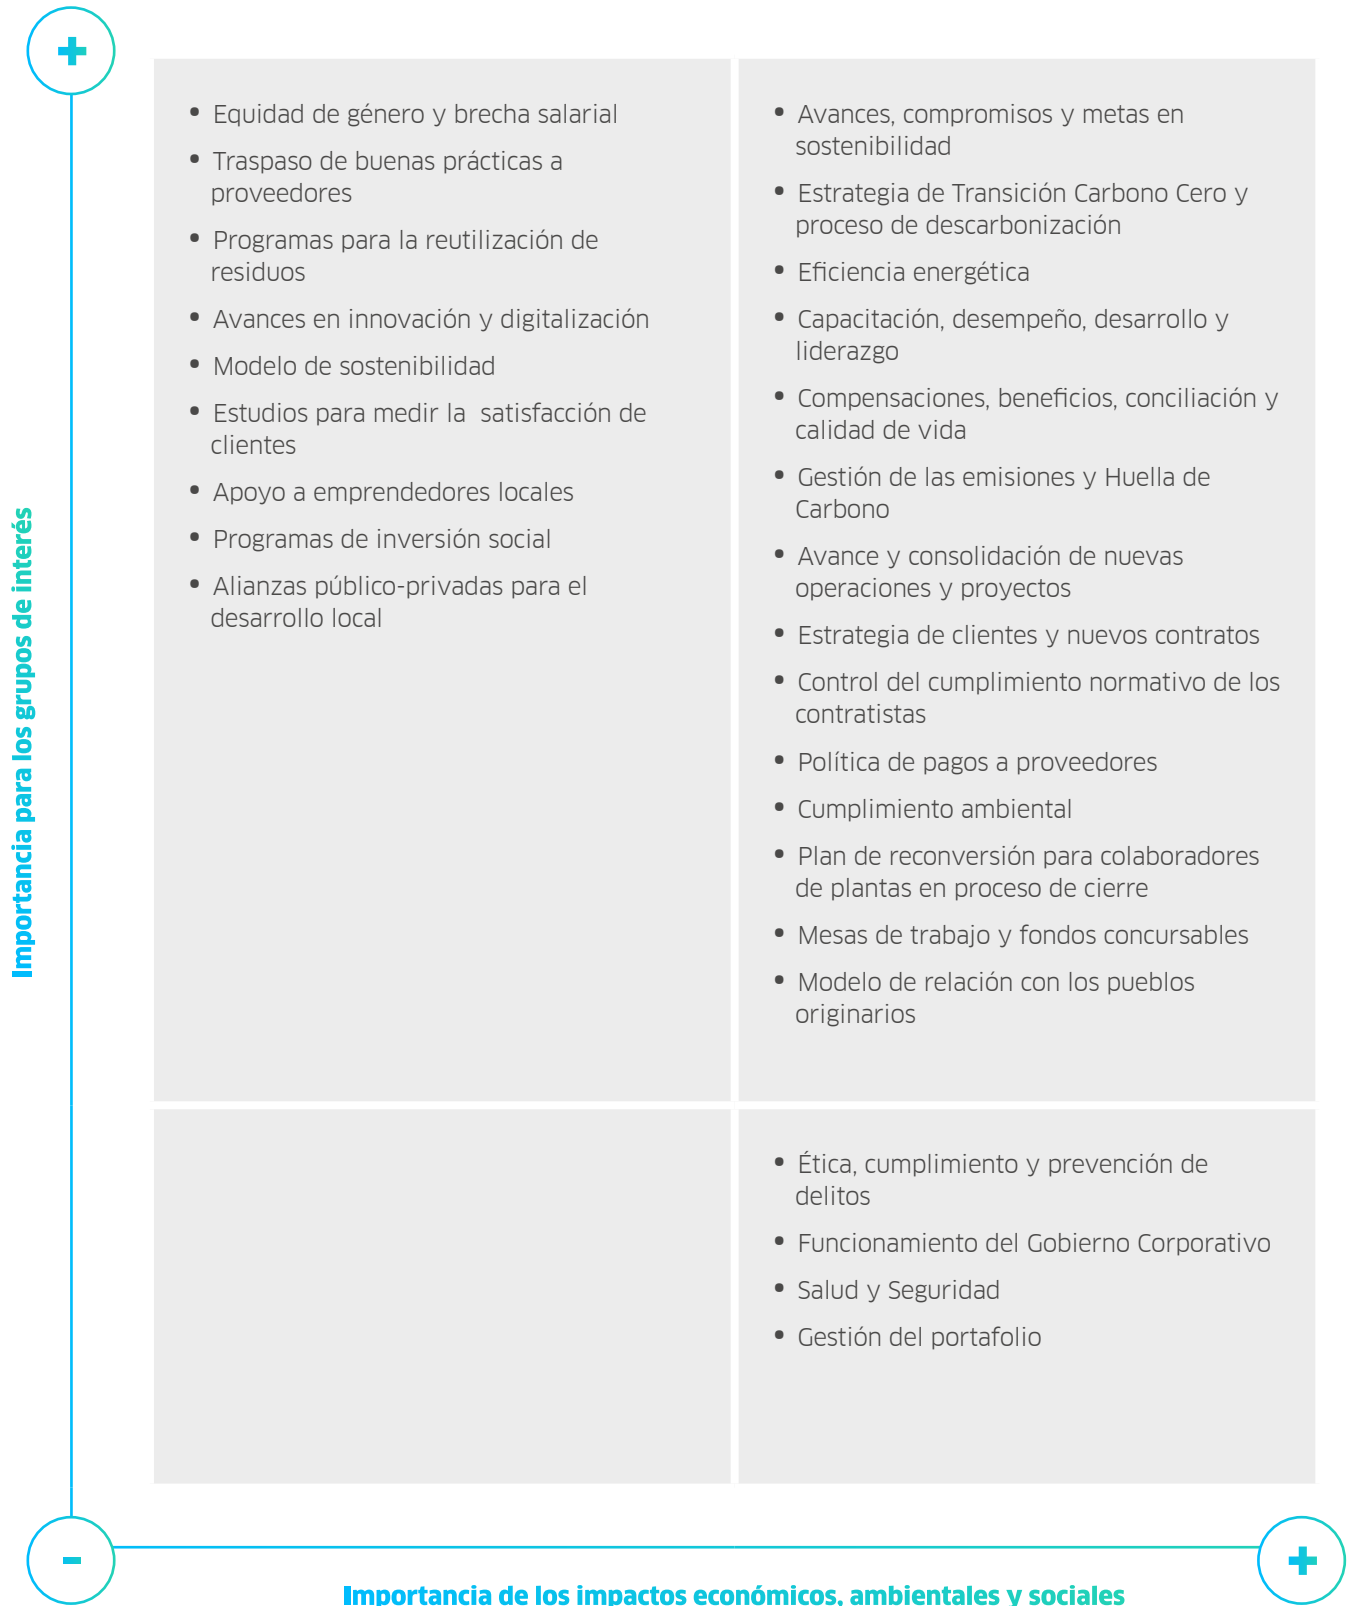 +
• Equidad de género y brecha salarial
• Traspaso de buenas prácticas a
proveedores
• Programas para la reutilización de
residuos
• Avances en innovación y digitalización
• Modelo de sostenibilidad
• Estudios para medir la  satisfacción de
clientes
• Apoyo a emprendedores locales
• Programas de inversión social
• Alianzas público-privadas para el
desarrollo local
• Avances, compromisos y metas en
sostenibilidad
• Estrategia de Transición Carbono Cero y
proceso de descarbonización
• Eficiencia energética
• Capacitación, desempeño, desarrollo y
liderazgo
• Compensaciones, beneficios, conciliación y
calidad de vida
• Gestión de las emisiones y Huella de
Carbono
• Avance y consolidación de nuevas
operaciones y proyectos
• Estrategia de clientes y nuevos contratos
• Control del cumplimiento normativo de los
contratistas
• Política de pagos a proveedores
• Cumplimiento ambiental
• Plan de reconversión para colaboradores
de plantas en proceso de cierre
• Mesas de trabajo y fondos concursables
• Modelo de relación con los pueblos
originarios
Importancia para los grupos de interés
• Ética, cumplimiento y prevención de
delitos
• Funcionamiento del Gobierno Corporativo
• Salud y Seguridad
• Gestión del portafolio
-
+
Importancia de los impactos económicos, ambientales y sociales